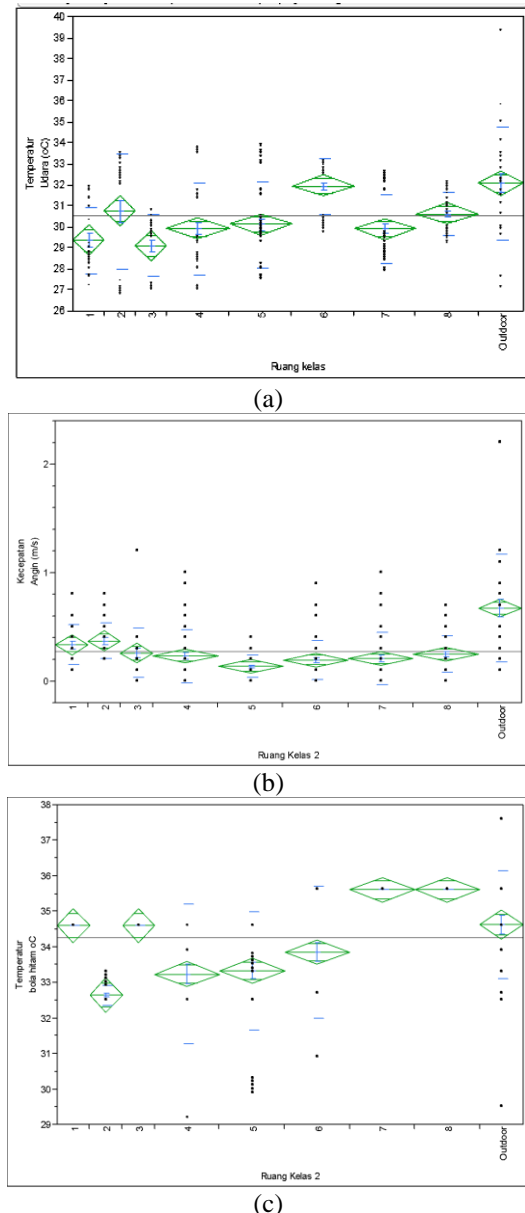 40
39
38
37
36
35
34
33
32
31
30
29
28
27
26
Temperatur
Udara (oC)
1 2 3 4 5 6 7 8 Outdoor
Ruang kelas
(a)
2
1
0
Kecepatan
Angin (m/s)
1 2 3 4 5 6 7 8 Outdoor
Ruang Kelas 2
(b)
38
37
36
35
34
33
32
31
30
29
Temperatur
bola hitam oC
1 2 3 4 5 6 7 8 Outdoor
Ruang Kelas 2
(c)